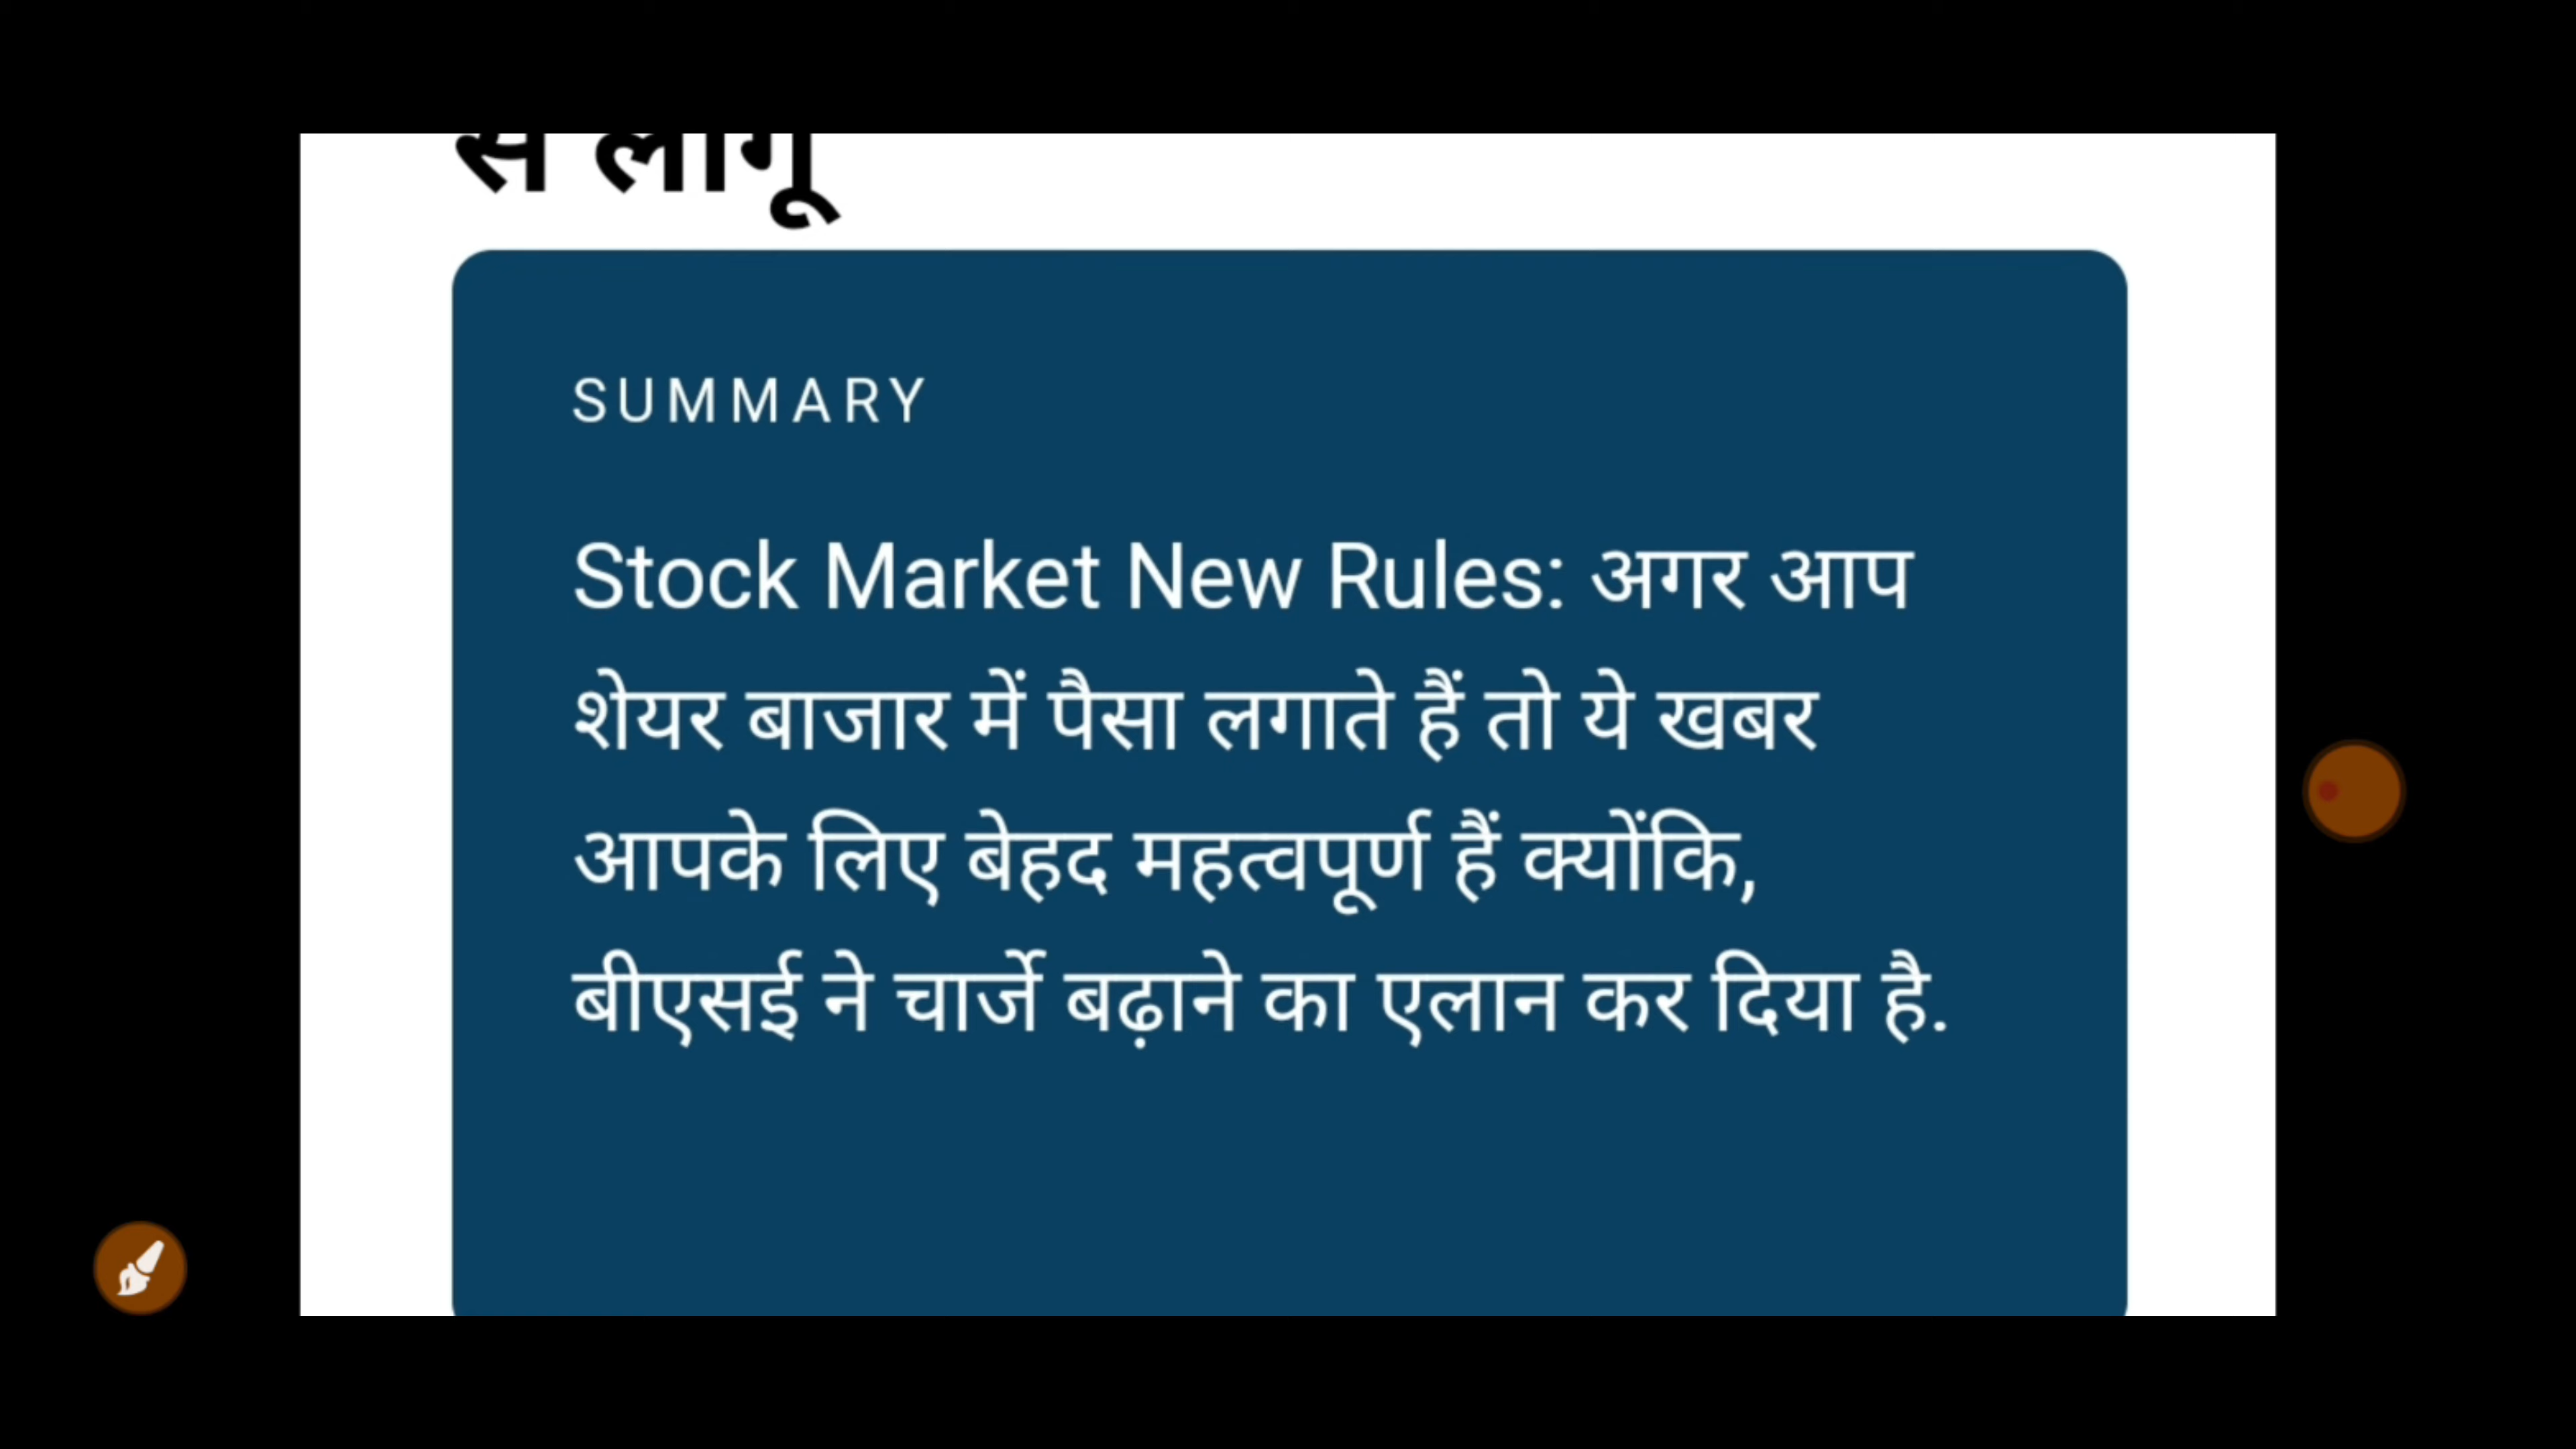 से लागू
SUMMARY
Stock Market New Rules: अगर आप
शेयर बाजार में पैसा लगाते हैं तो ये खबर
आपके लिए बेहद महत्वपूर्ण हैं क्योंकि,
बीएसई ने चार्जे बढ़ाने का एलान कर दिया है.